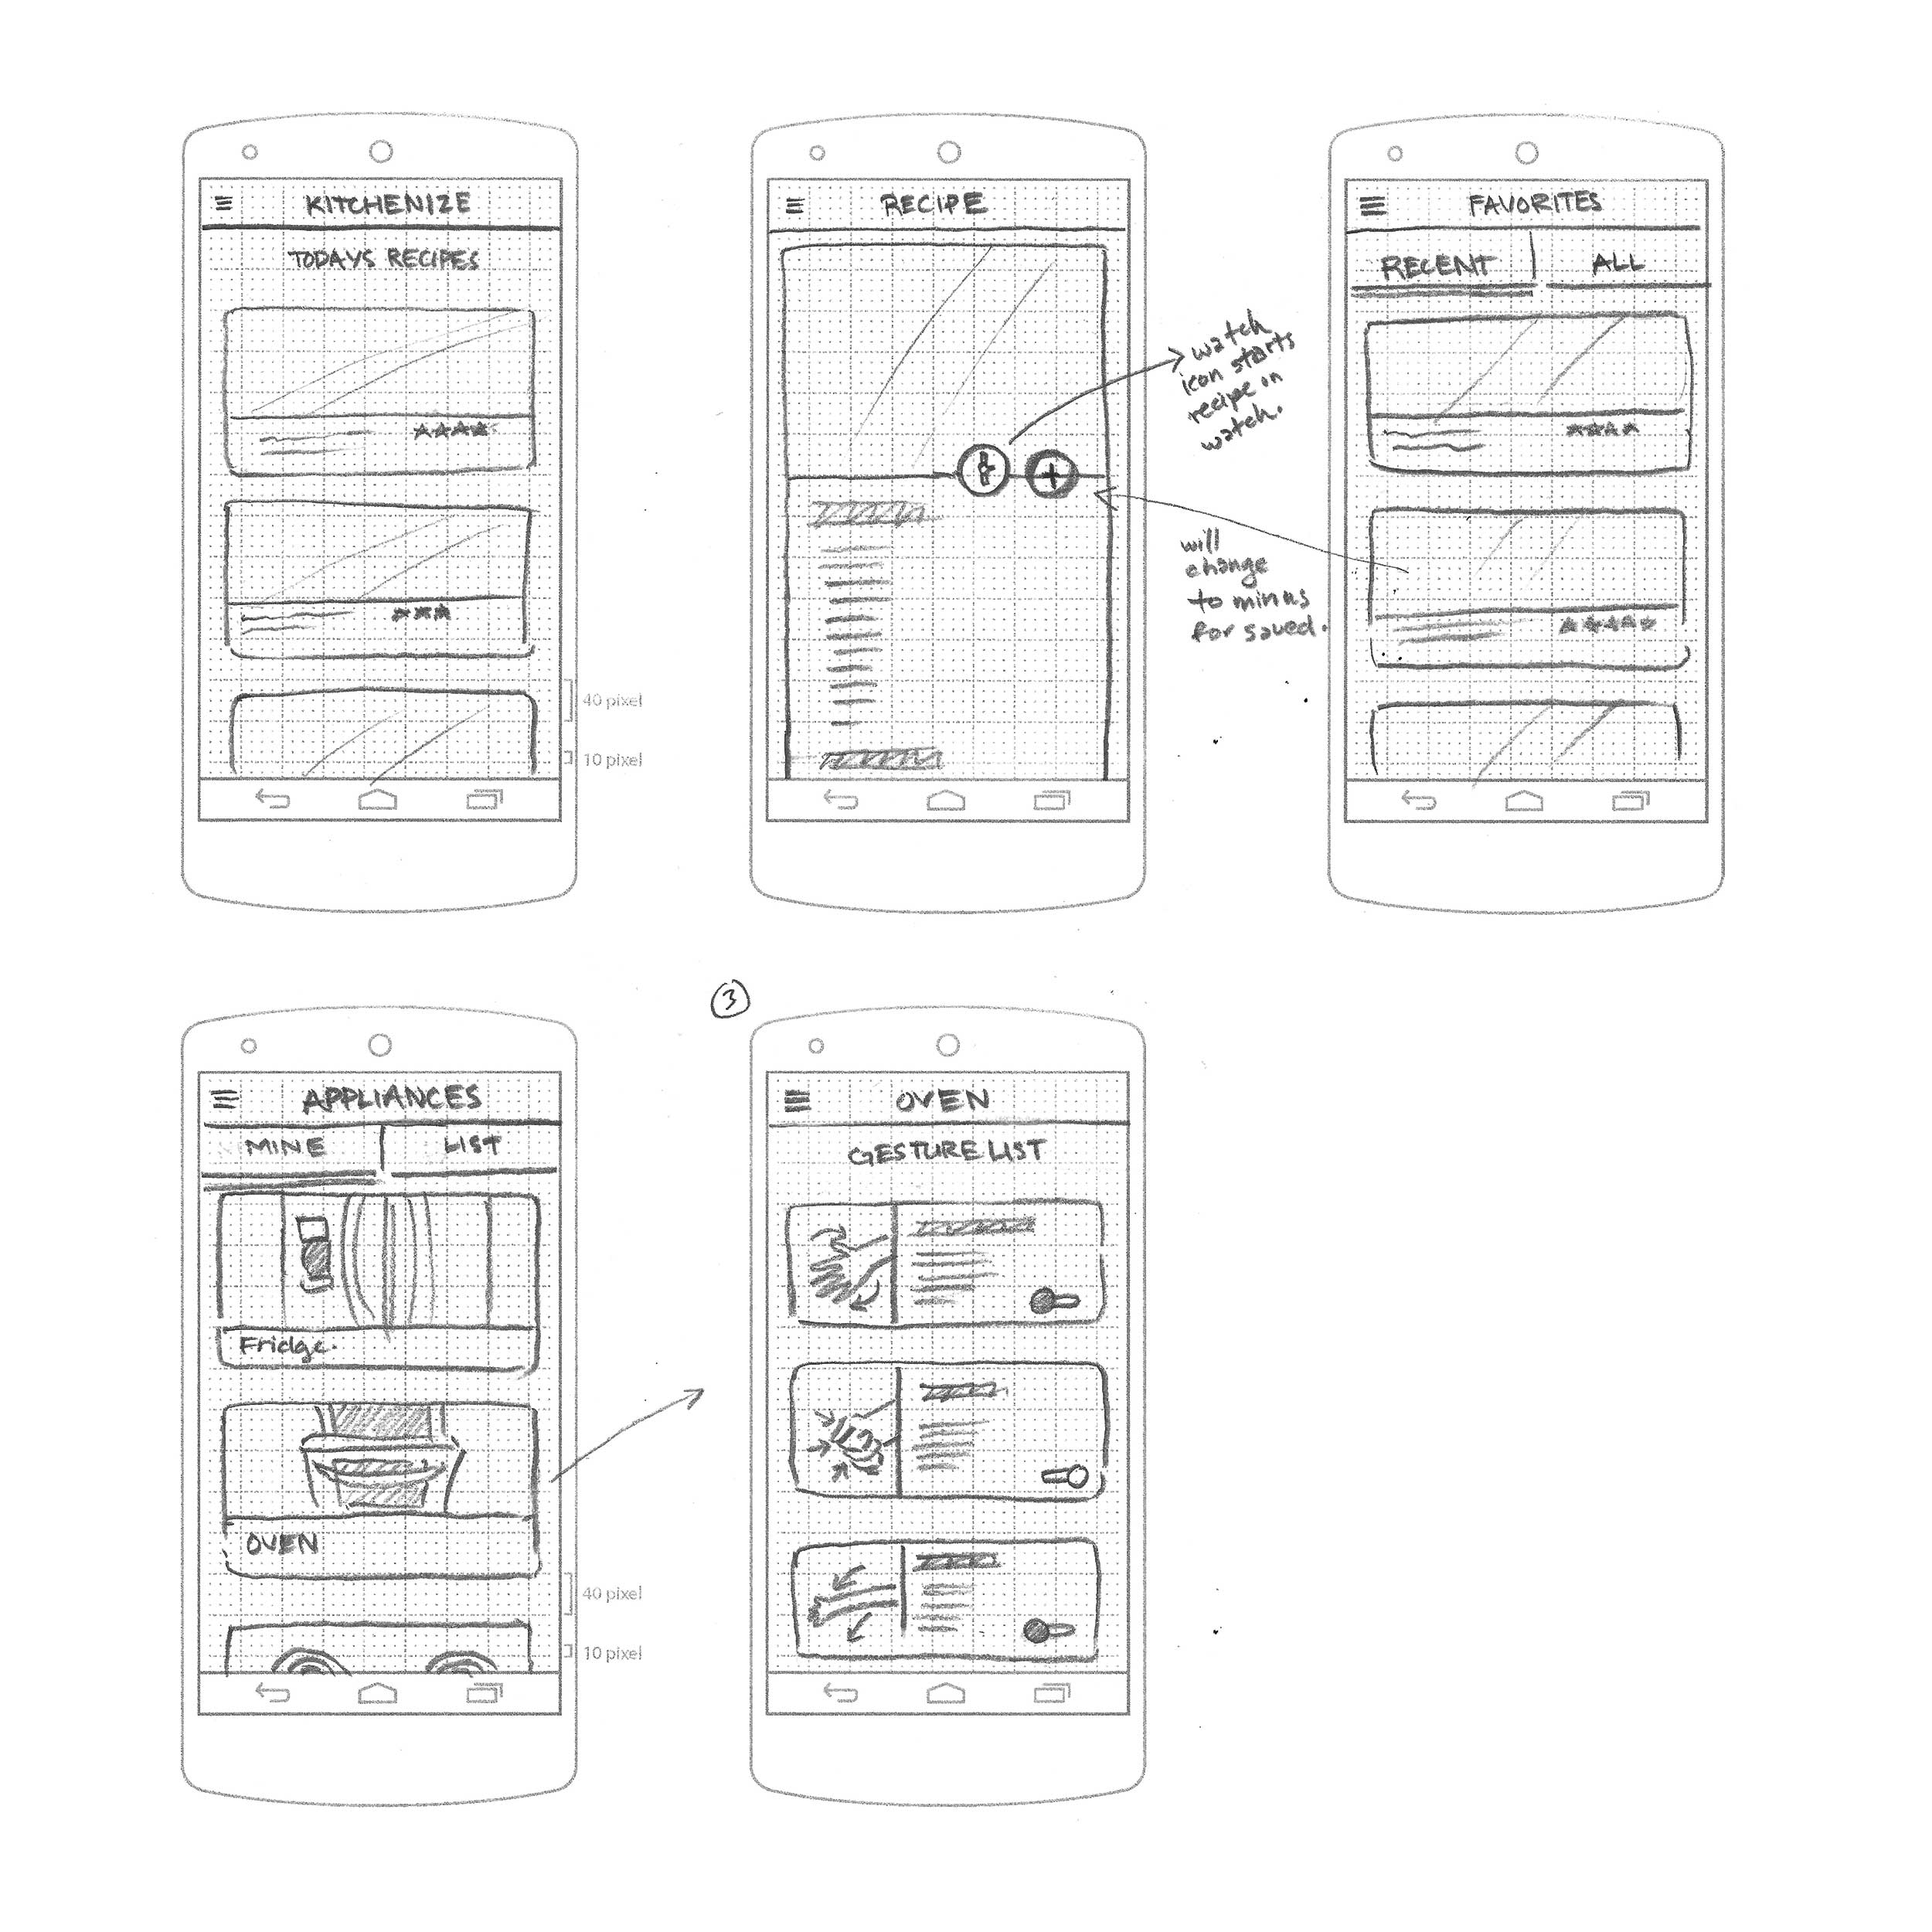 KITCHENIZE
TODAYS RECIPES
40 pixel
10 pixel
RECIPE
watch
icon starts
recipe in
watch.
will
change
to minus
for saved.
FAVORITES
RECENT
ALL
APPLIANCES
MINE
LIST
Fridge.
OVEN
40 pixel
10 pixel
3
OVEN
GESTURE LIST